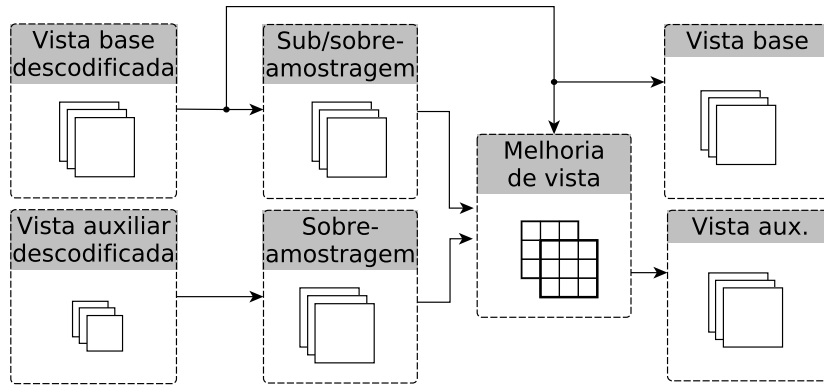 Vista base
descodificada
Sub/sobre-
amostragem
Vista base
Melhoria
de vista
Vista auxiliar
descodificada
Sobre-
amostragem
Vista aux.